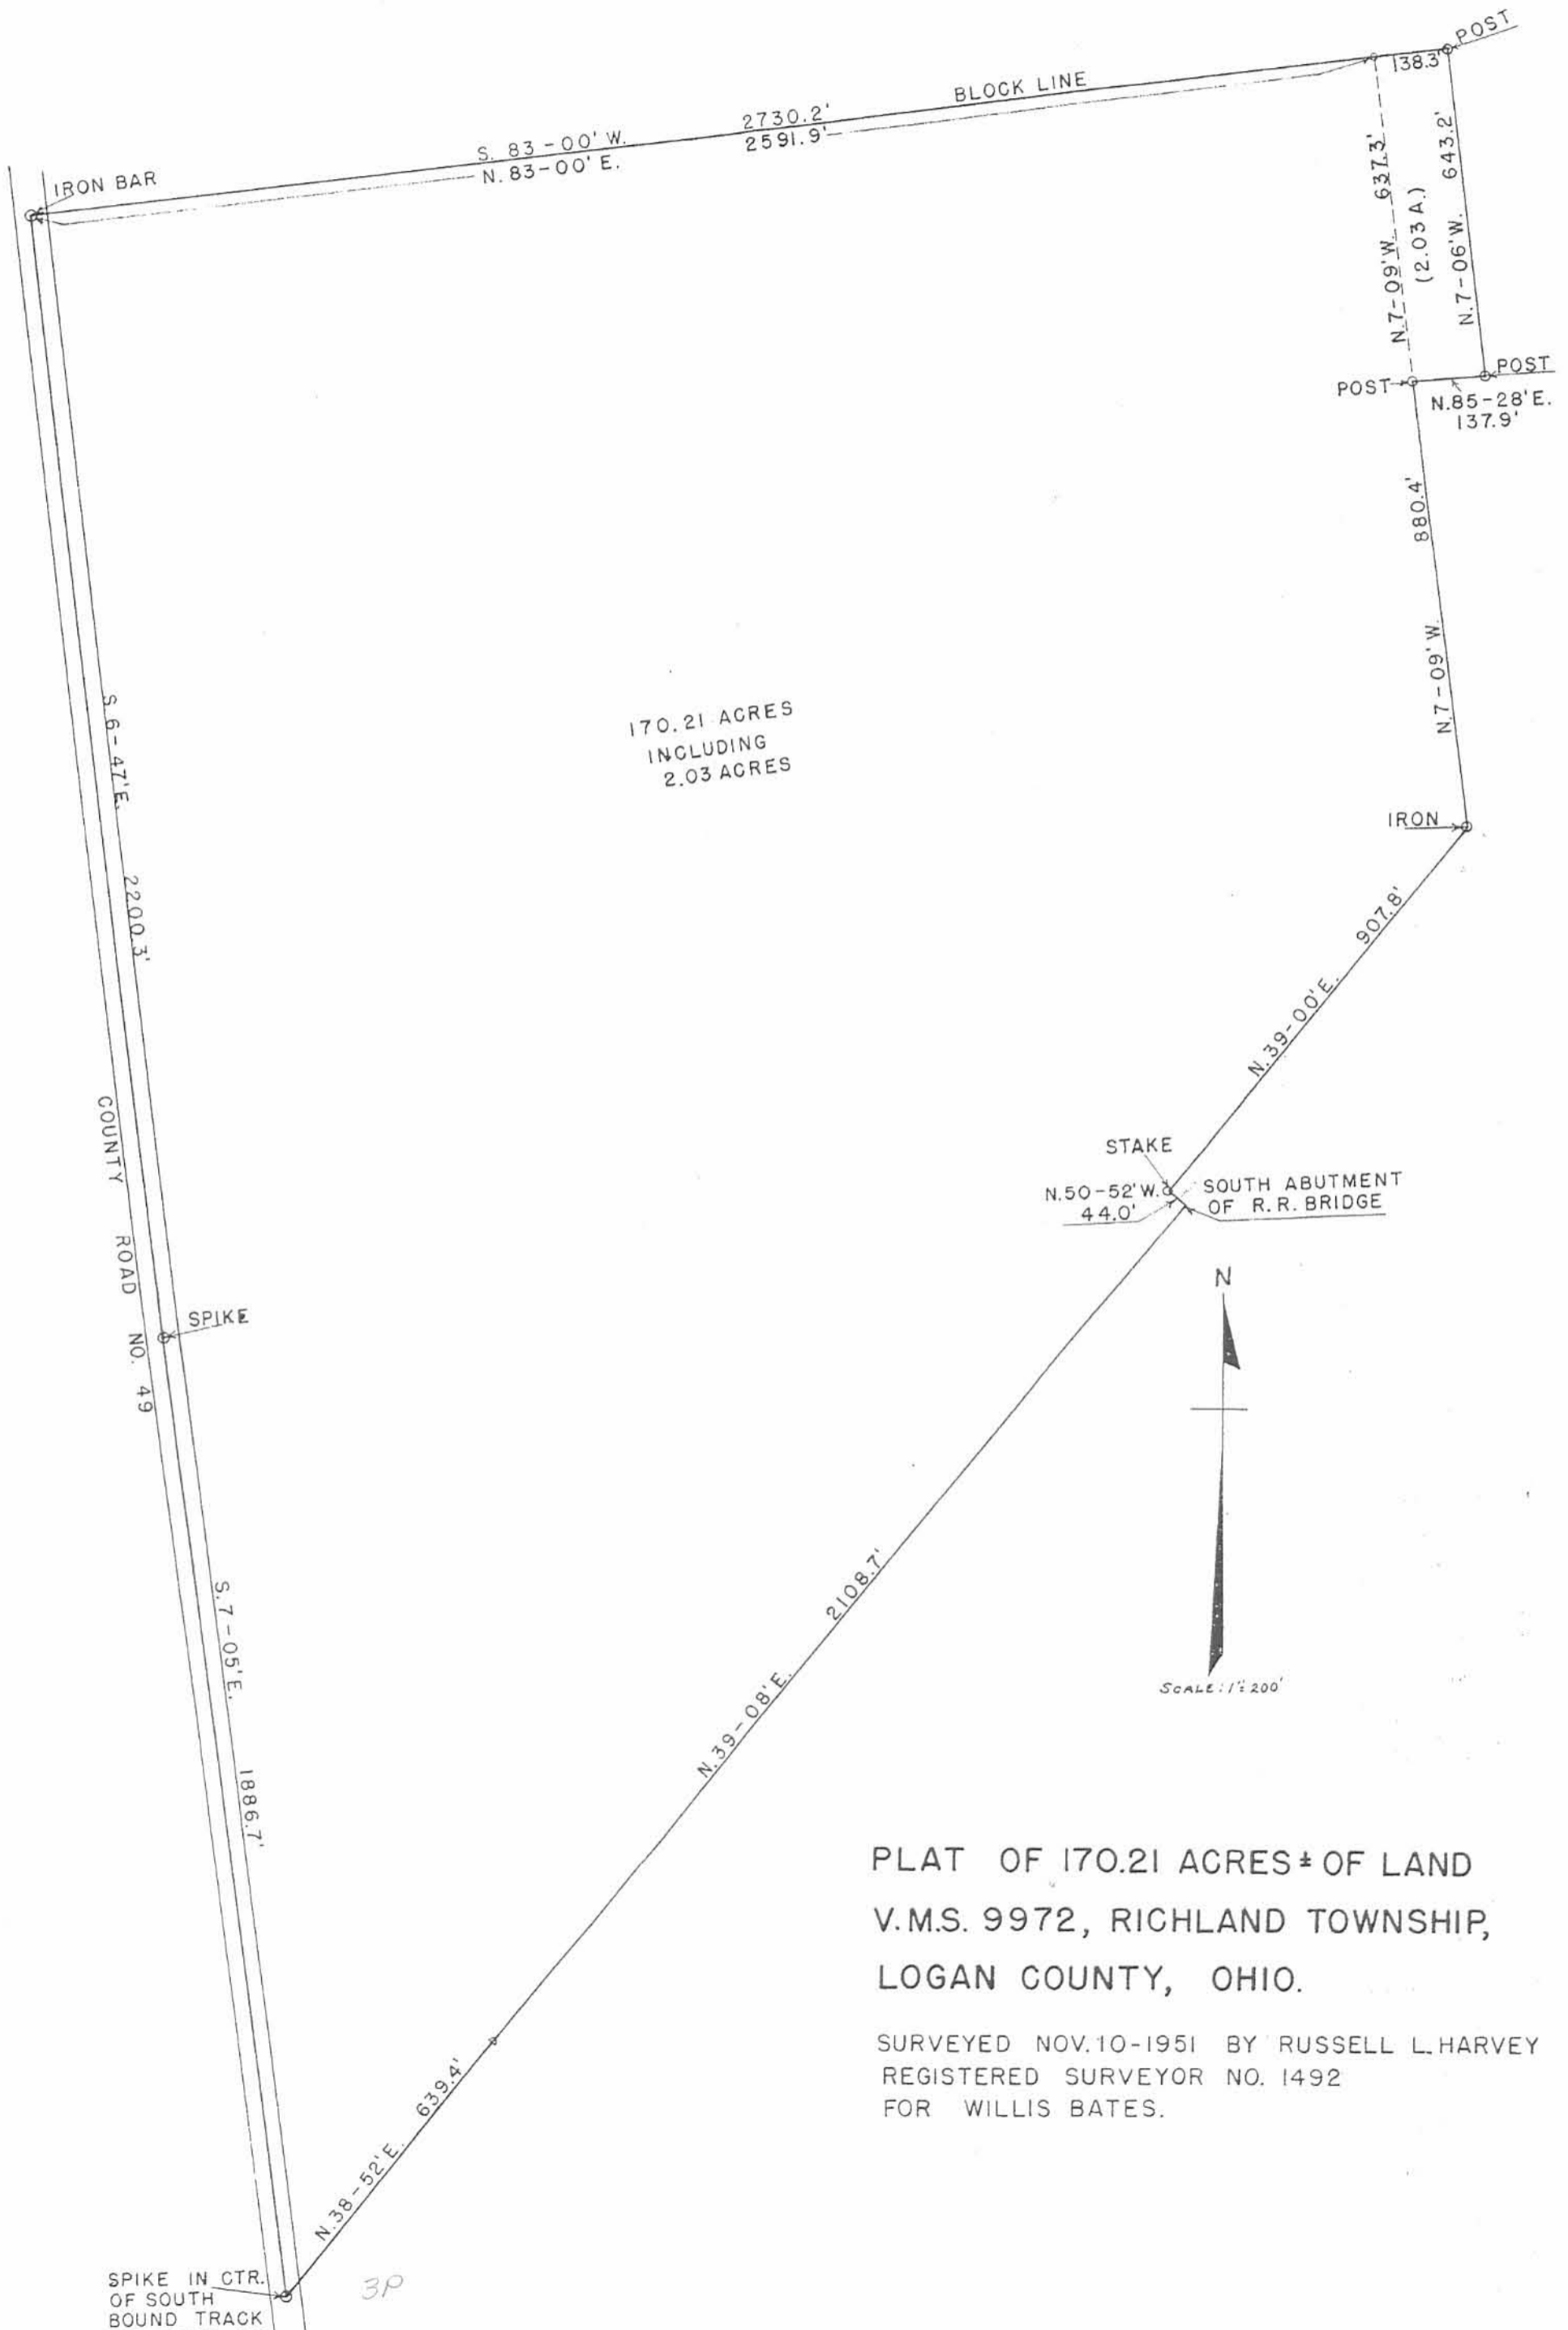 POST
138.3'
BLOCK LINE
2730.2'
2591.9'
S. 83-00' W.
N. 83-00' E.
IRON BAR
N.7-09'W. 637.3'
(2.03 A.)
N.7-06'W. 643.2'
POST
POST
N.85-28'E.
137.9'
880.4'
N.7-09'W.
170.21 ACRES
INCLUDING
2.03 ACRES
S.6-47'E. 2200.3'
IRON
907.8'
N.39-00'E.
STAKE
N.50-52'W.
44.0'
SOUTH ABUTMENT
OF R.R. BRIDGE
COUNTY ROAD NO. 49
SPIKE
N
SCALE: 1"=200'
S.7-05'E. 1886.7'
2108.7'
N.39-08'E.
PLAT OF 170.21 ACRES± OF LAND
V.M.S. 9972, RICHLAND TOWNSHIP,
LOGAN COUNTY, OHIO.
SURVEYED NOV.10-1951 BY RUSSELL L. HARVEY
REGISTERED SURVEYOR NO. 1492
FOR WILLIS BATES.
639.4'
N.38-52'E.
SPIKE IN CTR.
OF SOUTH
BOUND TRACK
3P